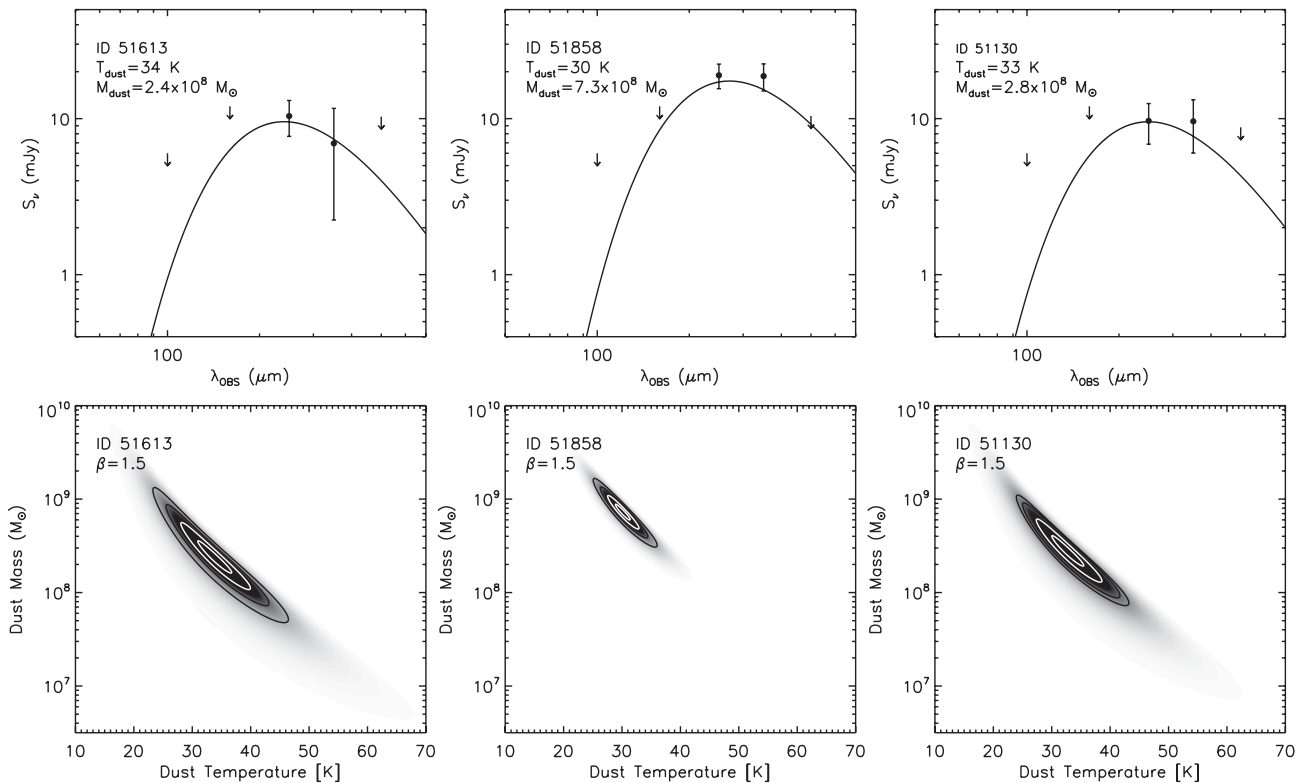 ID 51613
T_dust=34 K
M_dust=2.4x10^8 M_⊙
10
1
S_ν (mJy)
100
λ_OBS (μm)
ID 51858
T_dust=30 K
M_dust=7.3x10^8 M_⊙
10
1
S_ν (mJy)
100
λ_OBS (μm)
ID 51130
T_dust=33 K
M_dust=2.8x10^8 M_⊙
10
1
S_ν (mJy)
100
λ_OBS (μm)
ID 51613
β=1.5
10^10
10^9
10^8
10^7
Dust Mass (M_⊙)
10 20 30 40 50 60 70
Dust Temperature [K]
ID 51858
β=1.5
10^10
10^9
10^8
10^7
Dust Mass (M_⊙)
10 20 30 40 50 60 70
Dust Temperature [K]
ID 51130
β=1.5
10^10
10^9
10^8
10^7
Dust Mass (M_⊙)
10 20 30 40 50 60 70
Dust Temperature [K]